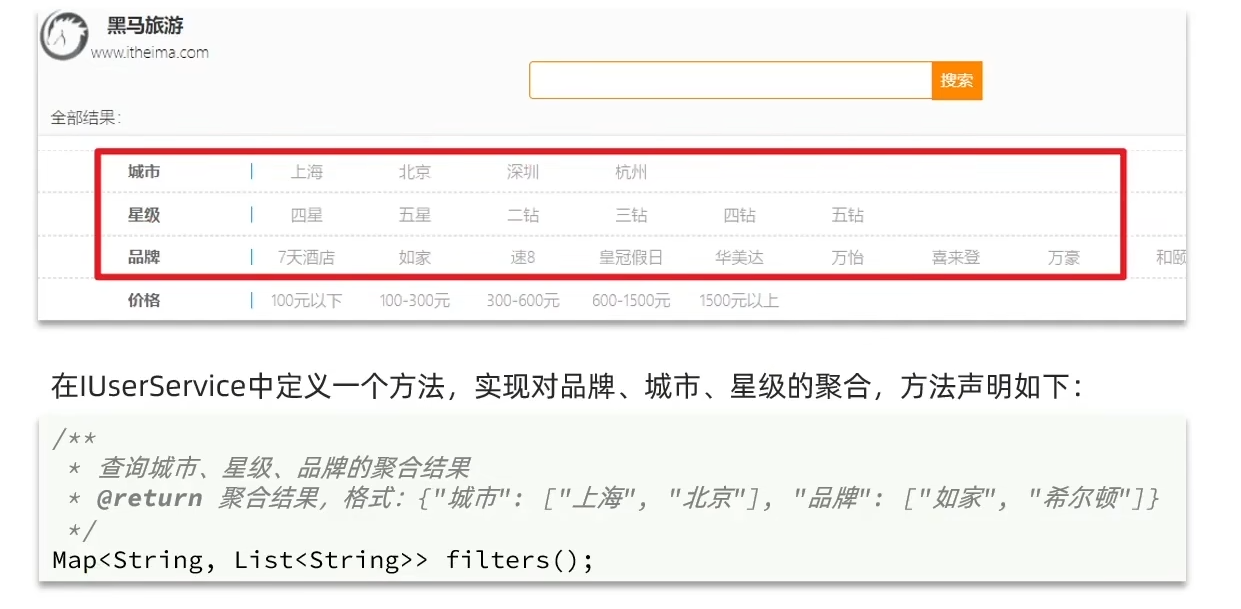 黑马旅游
www.itheima.com
搜索
全部结果:
城市 上海 北京 深圳 杭州
星级 四星 五星 二钻 三钻 四钻 五钻
品牌 7天酒店 如家 速8 皇冠假日 华美达 万怡 喜来登 万豪 和颐
价格 100元以下 100-300元 300-600元 600-1500元 1500元以上
在IUserService中定义一个方法，实现对品牌、城市、星级的聚合，方法声明如下：
/**
* 查询城市、星级、品牌的聚合结果
* @return 聚合结果，格式：{"城市": ["上海", "北京"], "品牌": ["如家", "希尔顿"]}
*/
Map<String, List<String>> filters();